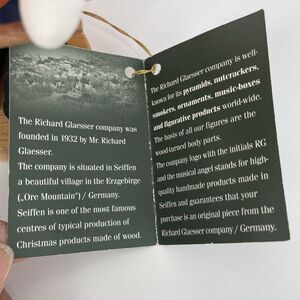 The Richard Glaesser company was
founded in 1932 by Mr. Richard
Glaesser.
The company is situated in Seiffen
a beautiful village in the Erzgebirge
(„Ore Mountain“) / Germany.
Seiffen is one of the most famous
centres of typical production of
Christmas products made of wood.
The Richard Glaesser company is well-
known for its pyramids, nutcrackers,
smokers, ornaments, music-boxes
and figurative products world-wide.
The basis of all our figures are the
wood-turned body parts.
The company logo with the initials RG
and the musical angel stands for high-
quality handmade products made in
Seiffen and guarantees that your
purchase is an original piece from the
Richard Glaesser company / Germany.